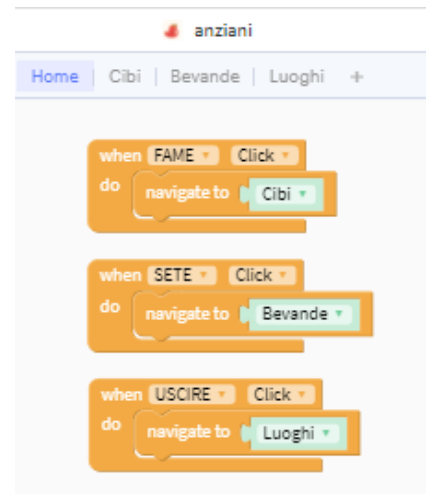 anziani
Home | Cibi | Bevande | Luoghi +
when FAME Click
do navigate to Cibi
when SETE Click
do navigate to Bevande
when USCIRE Click
do navigate to Luoghi